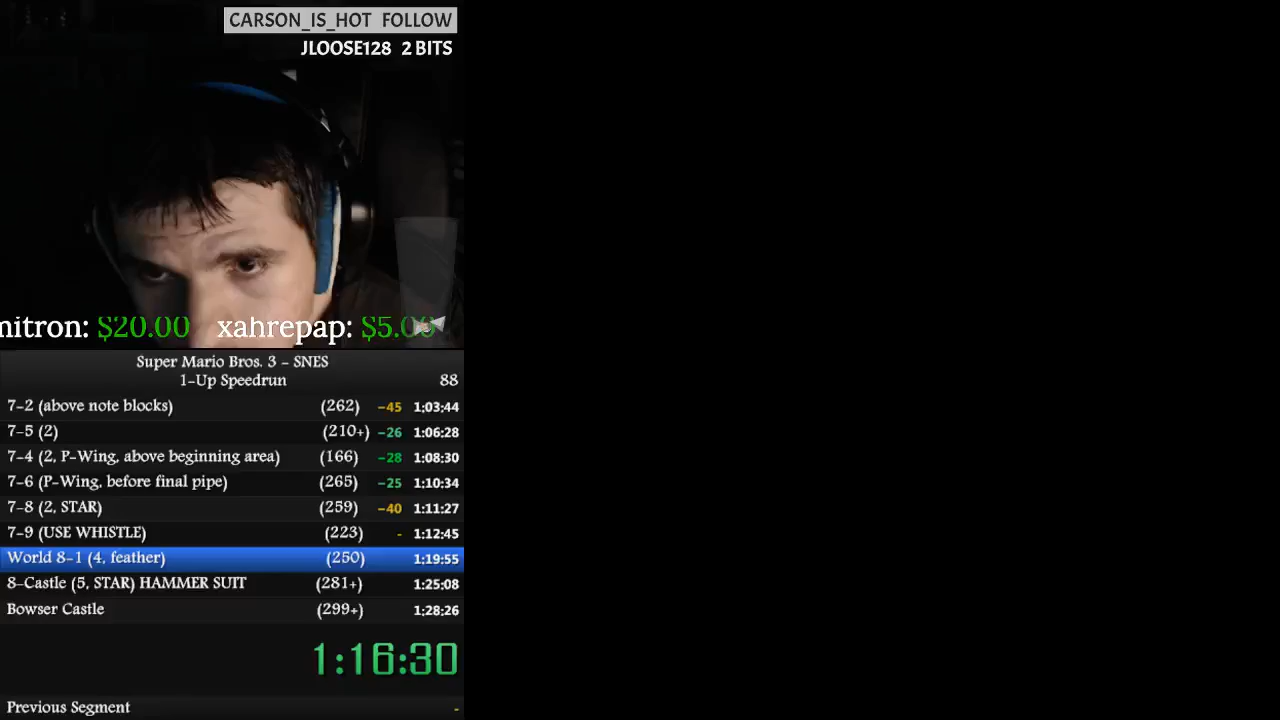 CARSON_IS_HOT FOLLOW
JLOOSE128 2 BITS
mitron: $20.00 xahrepap: $5.00
Super Mario Bros. 3 - SNES
1-Up Speedrun 88
7-2 (above note blocks) (262) -45 1:03:44
7-5 (2) (210+) -26 1:06:28
7-4 (2, P-Wing, above beginning area) (166) -28 1:08:30
7-6 (P-Wing, before final pipe) (265) -25 1:10:34
7-8 (2, STAR) (259) -40 1:11:27
7-9 (USE WHISTLE) (223) - 1:12:45
World 8-1 (4, feather) (250) 1:19:55
8-Castle (5, STAR) HAMMER SUIT (281+) 1:25:08
Bowser Castle (299+) 1:28:26
1:16:30
Previous Segment -